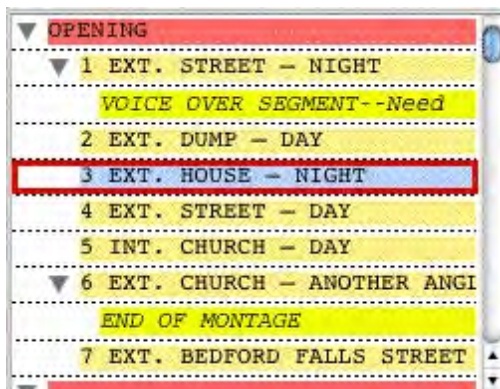 OPENING
1 EXT. STREET – NIGHT
VOICE OVER SEGMENT--Need
2 EXT. DUMP – DAY
3 EXT. HOUSE – NIGHT
4 EXT. STREET – DAY
5 INT. CHURCH – DAY
6 EXT. CHURCH – ANOTHER ANGL
END OF MONTAGE
7 EXT. BEDFORD FALLS STREET